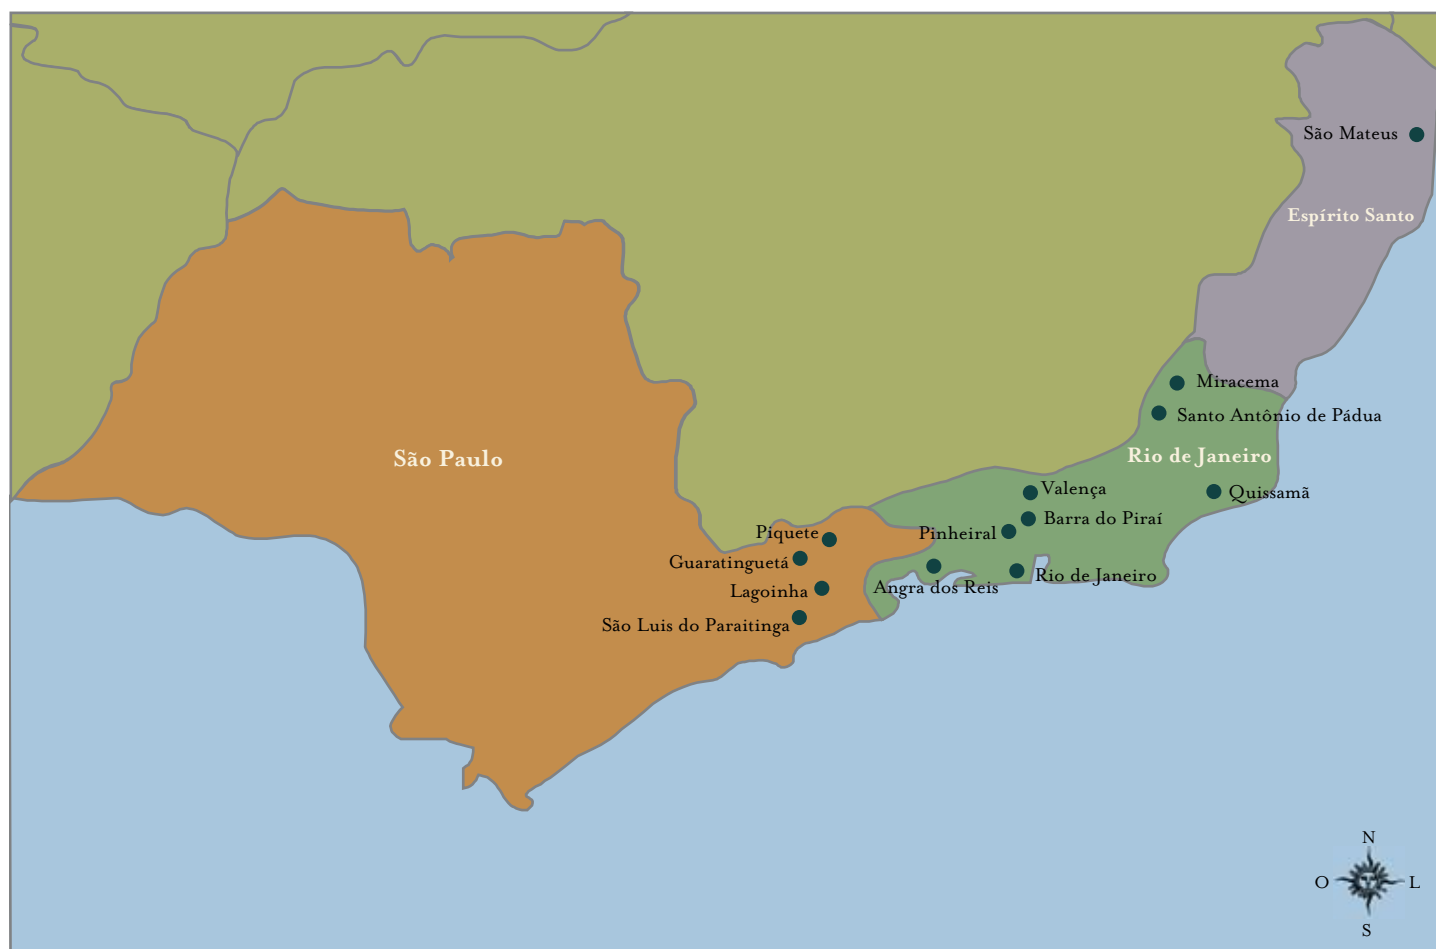 São Mateus
Espírito Santo
Miracema
Santo Antônio de Pádua
São Paulo
Rio de Janeiro
Valença
Quissamã
Barra do Piraí
Piquete
Pinheiral
Guaratinguetá
Rio de Janeiro
Lagoinha
Angra dos Reis
São Luis do Paraitinga
N
O
L
S